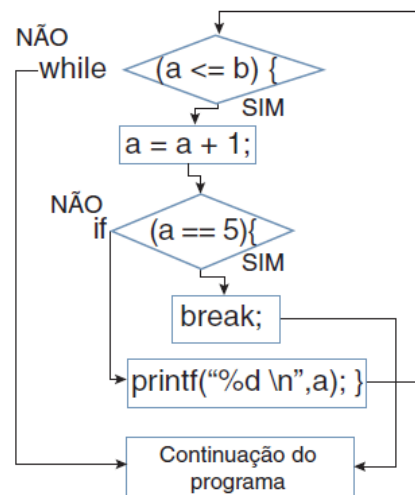 NÃO
while (a <= b) {
SIM
a = a + 1;
NÃO
if (a == 5){
SIM
break;
printf(“%d \n”,a); }
Continuação do
programa